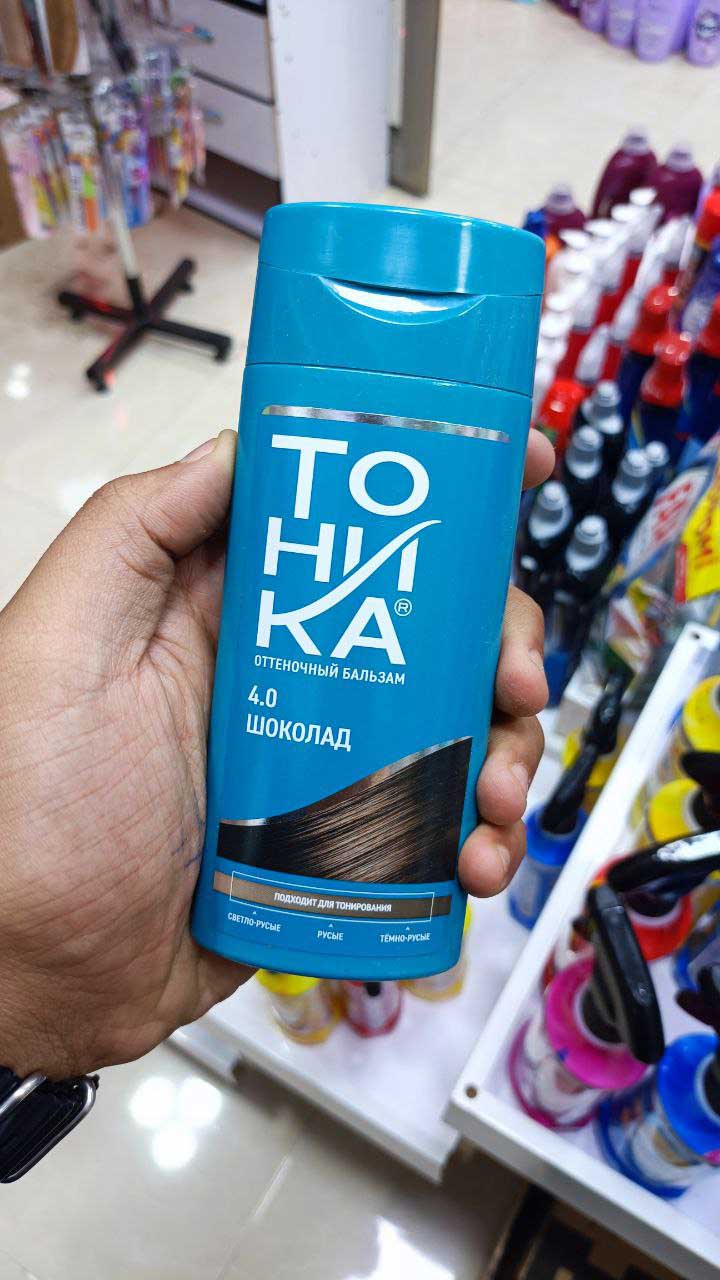 ТО
НИ
КА®
ОТТЕНОЧНЫЙ БАЛЬЗАМ
4.0
ШОКОЛАД
ПОДХОДИТ ДЛЯ ТОНИРОВАНИЯ
СВЕТЛО-РУСЫЕ РУСЫЕ ТЁМНО-РУСЫЕ